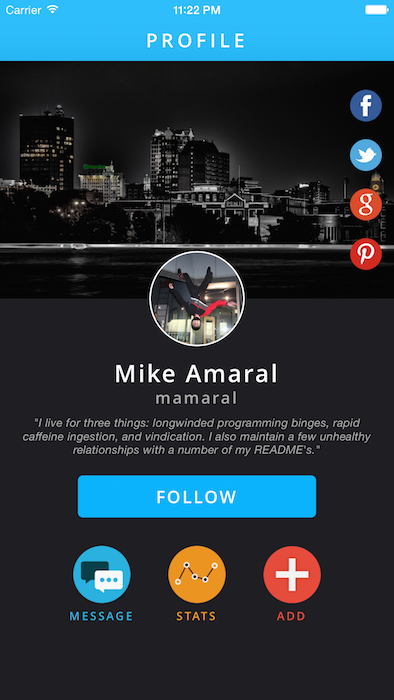 Carrier 11:22 PM
PROFILE
f
g
Mike Amaral
mamaral
"I live for three things: longwinded programming binges, rapid
caffeine ingestion, and vindication. I also maintain a few unhealthy
relationships with a number of my README's."
FOLLOW
MESSAGE STATS ADD